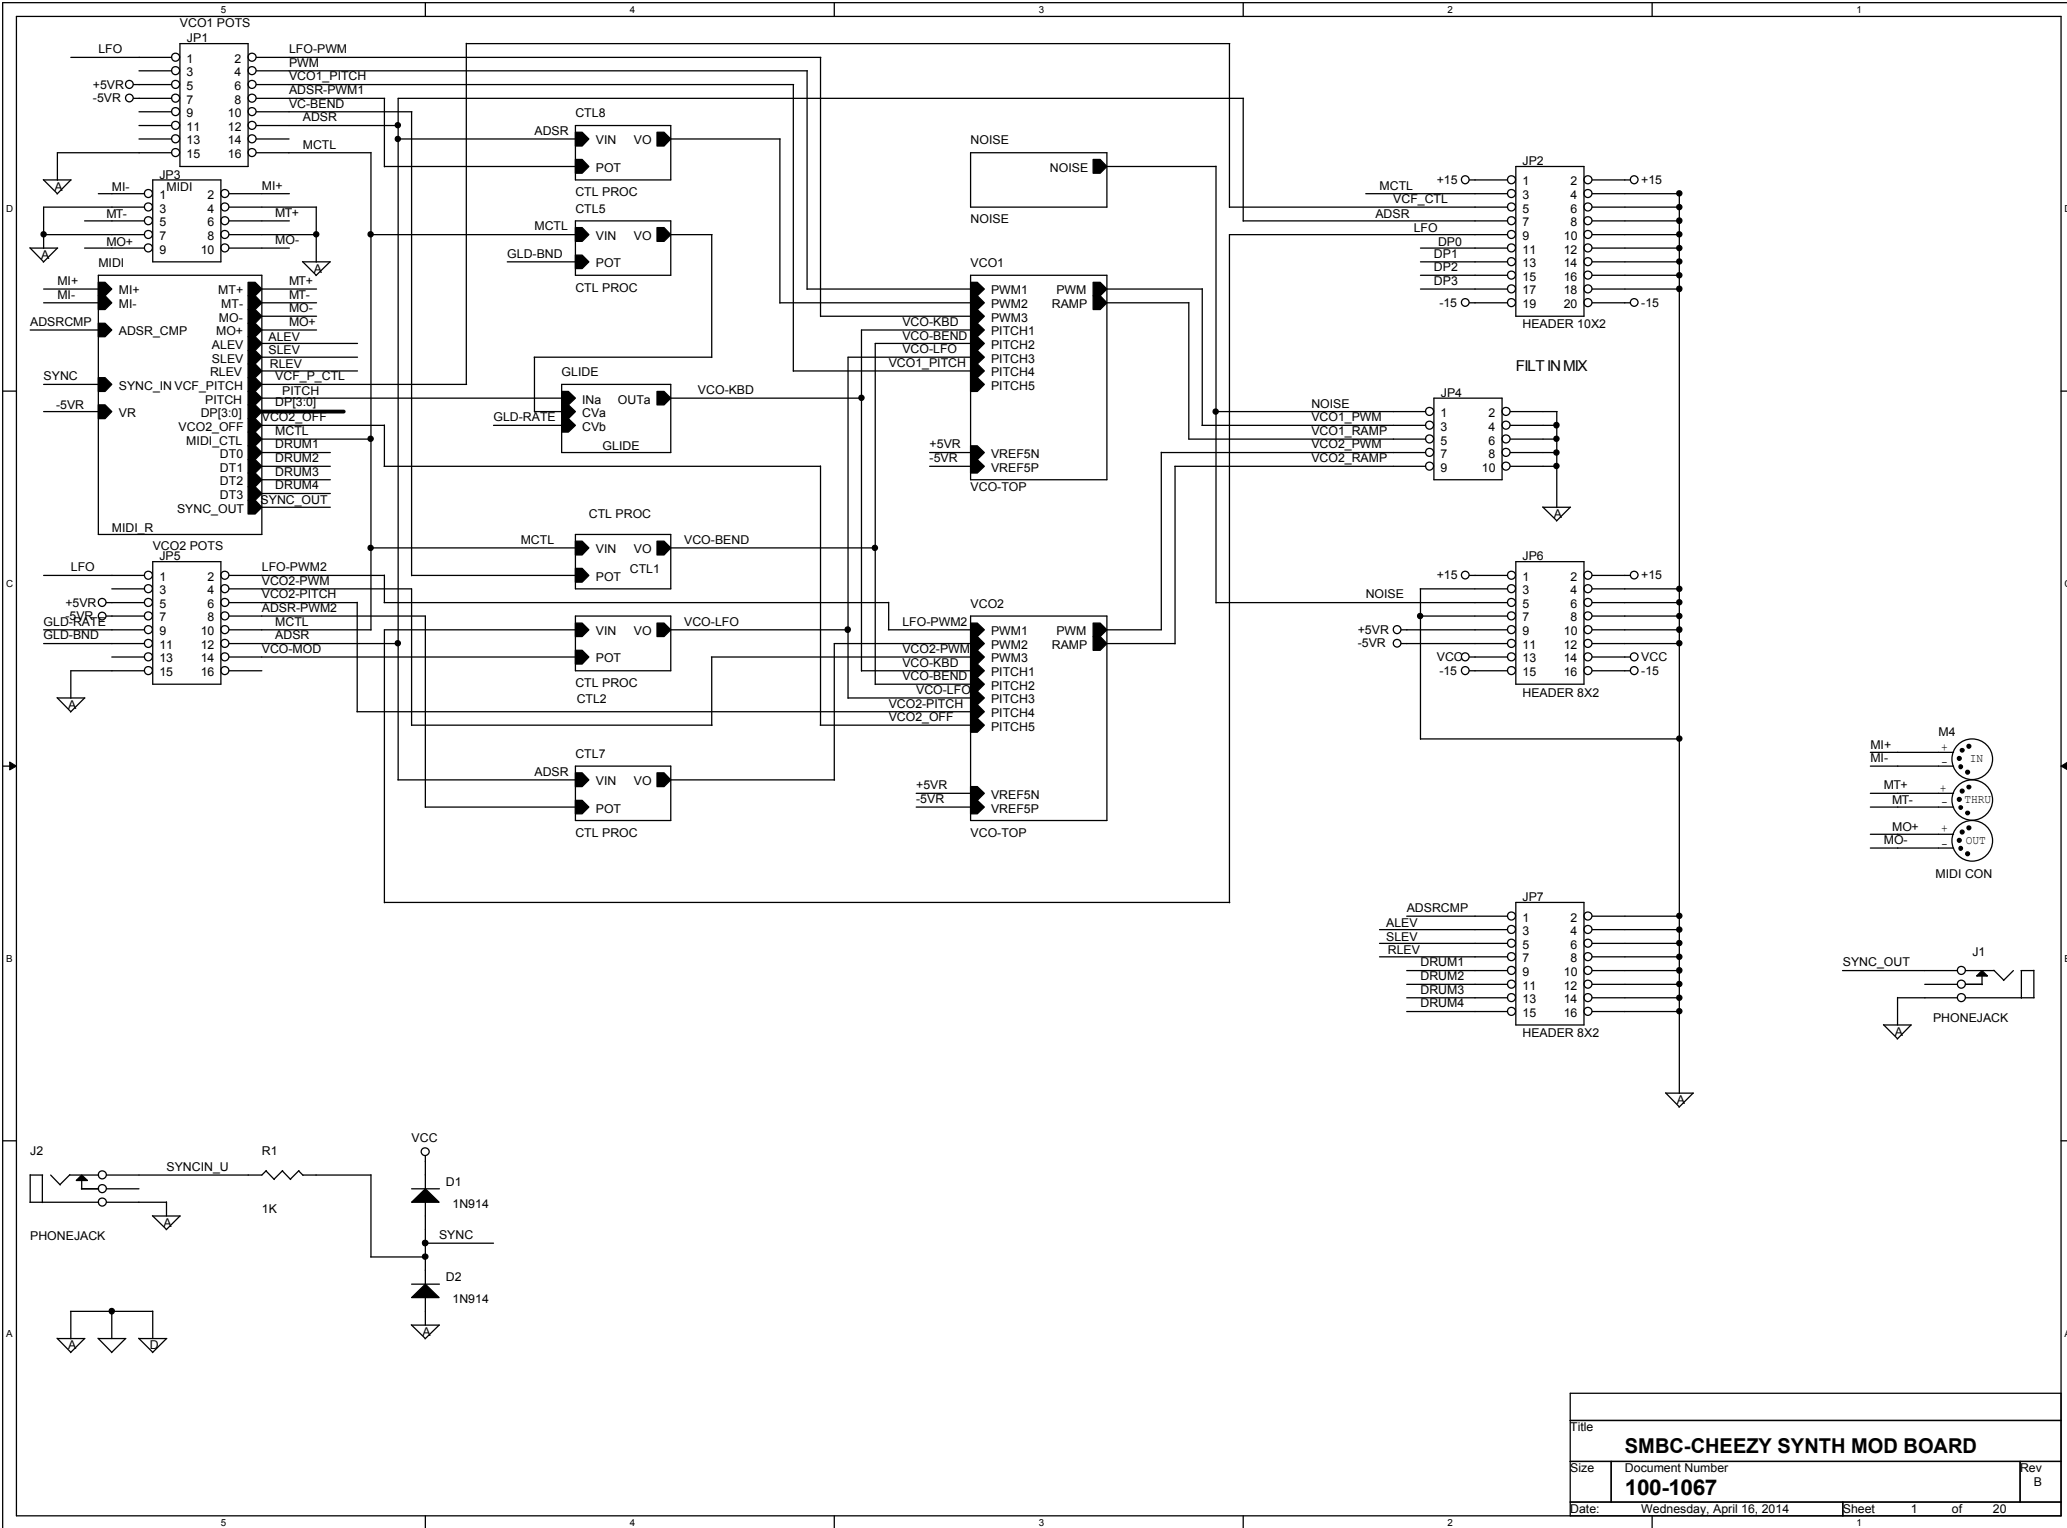 5 4 3 2 1
VCO1 POTS
JP1
LFO 1 2 LFO-PWM
3 4 PWM
+5VR 5 6 VCO1_PITCH
-5VR 7 8 ADSR-PWM1
9 10 VC-BEND
11 12 ADSR
13 14
15 16 MCTL
A
JP3
MIDI
MI- 1 2 MI+
3 4
MT- 5 6 MT+
7 8
MO+ 9 10 MO-
A A
MIDI
MI+ MI+ MT+ MT+
MI- MI- MT- MT-
MO- MO-
ADSRCMP ADSR_CMP MO+ MO+
ALEV ALEV
SLEV SLEV
RLEV RLEV
SYNC SYNC_IN VCF_PITCH VCF_P_CTL
PITCH PITCH
-5VR VR DP[3:0] DP[3:0]
VCO2_OFF VCO2_OFF
MIDI_CTL MCTL
DT0 DRUM1
DT1 DRUM2
DT2 DRUM3
DT3 DRUM4
SYNC_OUT SYNC_OUT
MIDI_R
VCO2 POTS
JP5
LFO 1 2 LFO-PWM2
3 4 VCO2-PWM
+5VR 5 6 VCO2-PITCH
-5VR 7 8 ADSR-PWM2
GLD-RATE 9 10 MCTL
GLD-BND 11 12 ADSR
13 14 VCO-MOD
15 16
A
CTL8
ADSR VIN VO
POT
CTL PROC
CTL5
MCTL VIN VO
GLD-BND POT
CTL PROC
GLIDE
INa OUTa VCO-KBD
CVa
GLD-RATE CVb
GLIDE
CTL PROC
MCTL VIN VO VCO-BEND
POT CTL1
VIN VO VCO-LFO
POT
CTL PROC
CTL2
CTL7
ADSR VIN VO
POT
CTL PROC
NOISE
NOISE
NOISE
VCO1
PWM1 PWM
PWM2 RAMP
PWM3
VCO-KBD PITCH1
VCO-BEND PITCH2
VCO-LFO PITCH3
VCO1_PITCH PITCH4
PITCH5
+5VR VREF5N
-5VR VREF5P
VCO-TOP
VCO2
LFO-PWM2 PWM1 PWM
PWM2 RAMP
VCO2-PWM PWM3
VCO-KBD PITCH1
VCO-BEND PITCH2
VCO-LFO PITCH3
VCO2-PITCH PITCH4
VCO2_OFF PITCH5
+5VR VREF5N
-5VR VREF5P
VCO-TOP
JP2
+15 1 2 +15
MCTL 3 4
VCF_CTL 5 6
ADSR 7 8
LFO 9 10
DP0 11 12
DP1 13 14
DP2 15 16
DP3 17 18
-15 19 20 -15
HEADER 10X2
FILT IN MIX
JP4
NOISE 1 2
VCO1_PWM 3 4
VCO1_RAMP 5 6
VCO2_PWM 7 8
VCO2_RAMP 9 10
A
JP6
+15 1 2 +15
3 4
NOISE 5 6
7 8
+5VR 9 10
-5VR 11 12
VCC 13 14 VCC
-15 15 16 -15
HEADER 8X2
JP7
ADSRCMP 1 2
ALEV 3 4
SLEV 5 6
RLEV 7 8
DRUM1 9 10
DRUM2 11 12
DRUM3 13 14
DRUM4 15 16
HEADER 8X2
A
M4
MI+ + IN
MI- -
MT+ + THRU
MT- -
MO+ + OUT
MO- -
MIDI CON
J1
SYNC_OUT
A
PHONEJACK
J2
SYNCIN_U
R1
1K
A
PHONEJACK
VCC
D1
1N914
SYNC
D2
1N914
A
A D
D D
C C
B B
A A
Title
SMBC-CHEEZY SYNTH MOD BOARD
Size Document Number Rev
100-1067 B
Date: Wednesday, April 16, 2014 Sheet 1 of 20
5 4 3 2 1